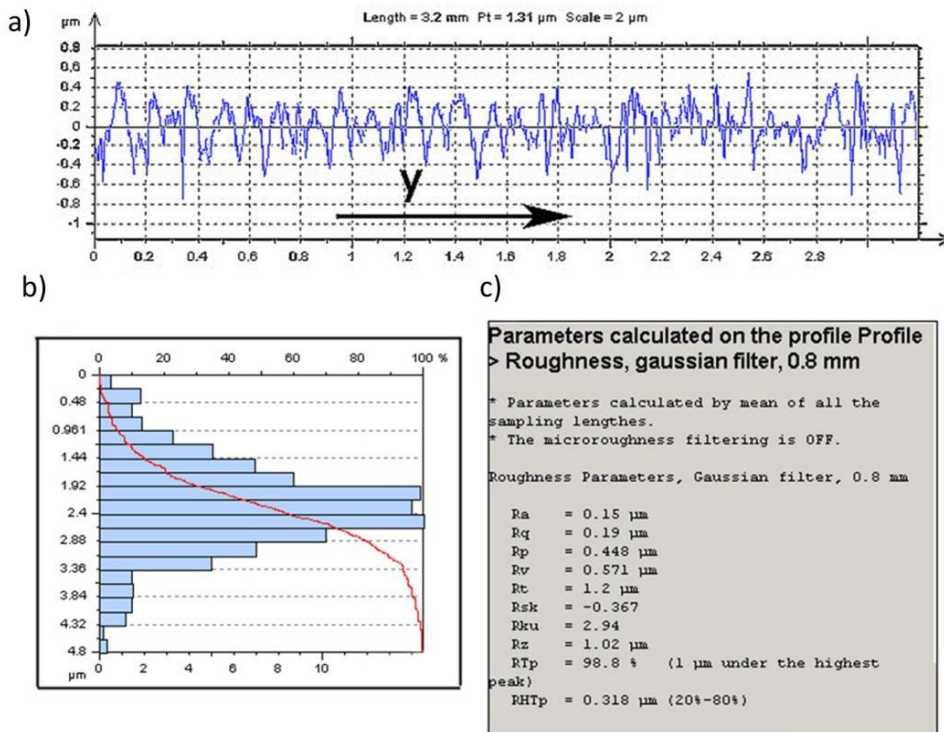 a)
µm
Length = 3.2 mm Pt = 1.31 µm Scale = 2 µm
0.8
0.6
0.4
0.2
0
-0.2
-0.4
-0.6
-0.8
-1
y
0 0.2 0.4 0.6 0.8 1 1.2 1.4 1.6 1.8 2 2.2 2.4 2.6 2.8
b)
0 20 40 60 80 100 %
0
0.48
0.961
1.44
1.92
2.4
2.88
3.36
3.84
4.32
4.8
µm
0 2 4 6 8 10
c)
Parameters calculated on the profile Profile
> Roughness, gaussian filter, 0.8 mm
* Parameters calculated by mean of all the
sampling lengthes.
* The microroughness filtering is OFF.
Roughness Parameters, Gaussian filter, 0.8 mm
Ra = 0.15 µm
Rq = 0.19 µm
Rp = 0.448 µm
Rv = 0.571 µm
Rt = 1.2 µm
Rsk = -0.367
Rku = 2.94
Rz = 1.02 µm
RTp = 98.8 % (1 µm under the highest
peak)
RHTp = 0.318 µm (20%-80%)